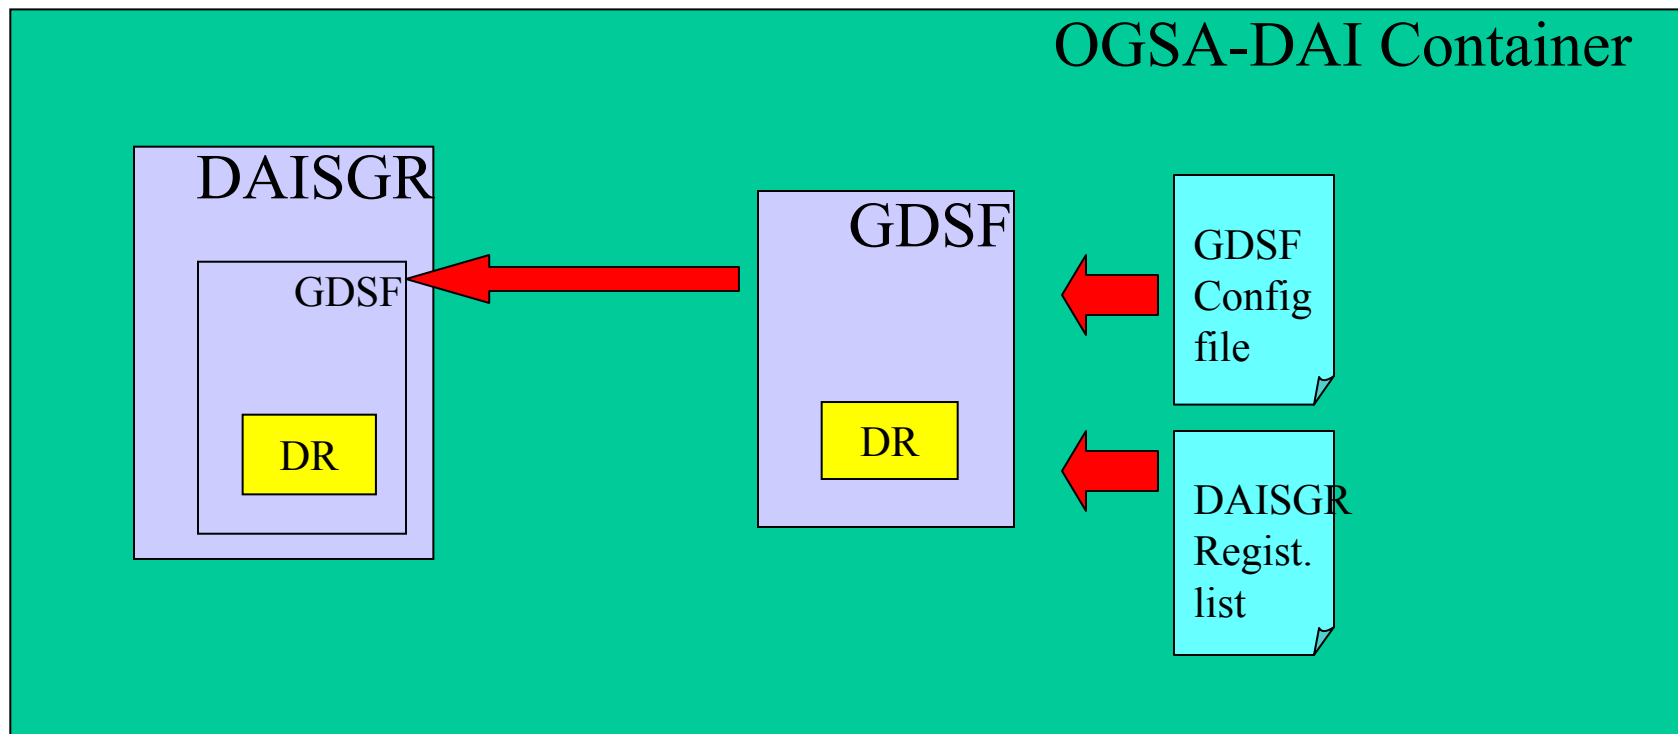 OGSA-DAI Container
DAISGR
GDSF
DR
GDSF
DR
GDSF
Config
file
DAISGR
Regist.
list